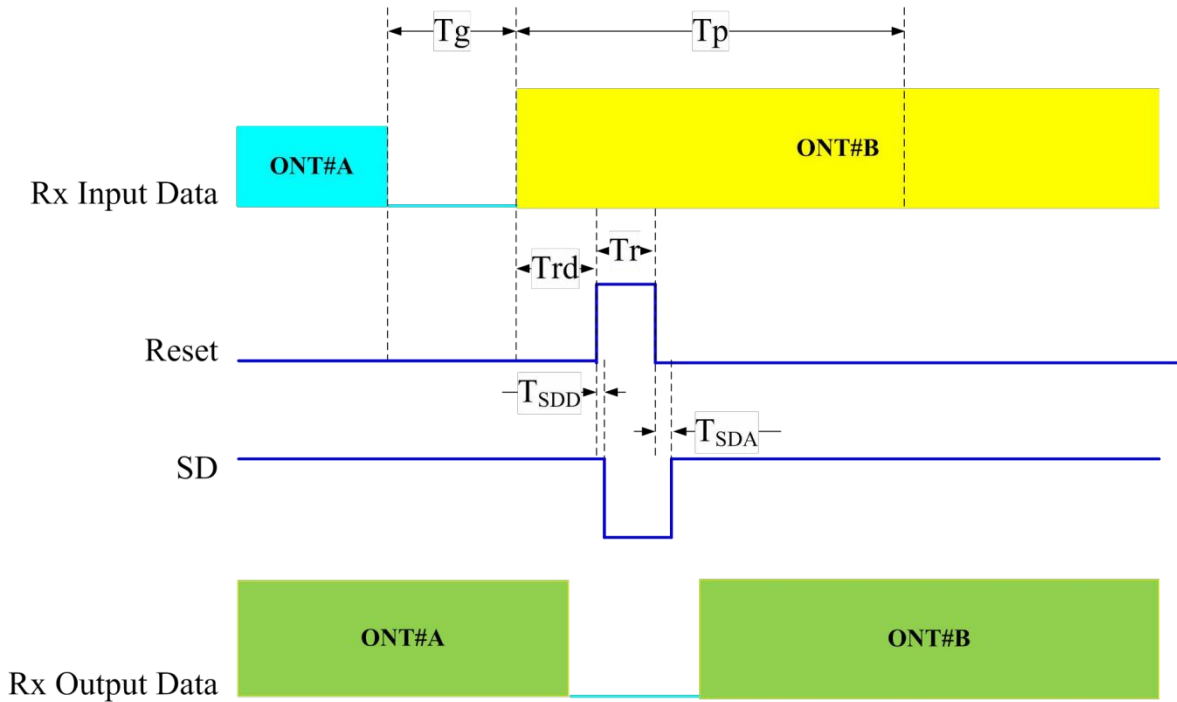 Tg
Tp
ONT#A
ONT#B
Rx Input Data
Trd
Tr
Reset
TSDD
TSDA
SD
ONT#A
ONT#B
Rx Output Data